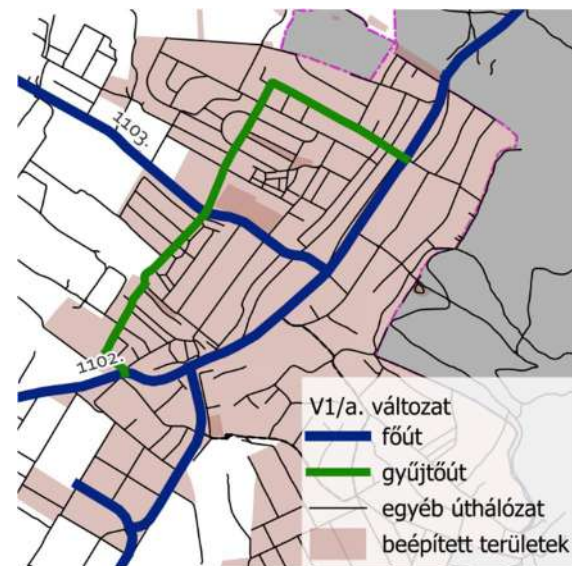 1103.
1102.
V1/a. változat
főút
gyűjtőút
egyéb úthálózat
beépített területek